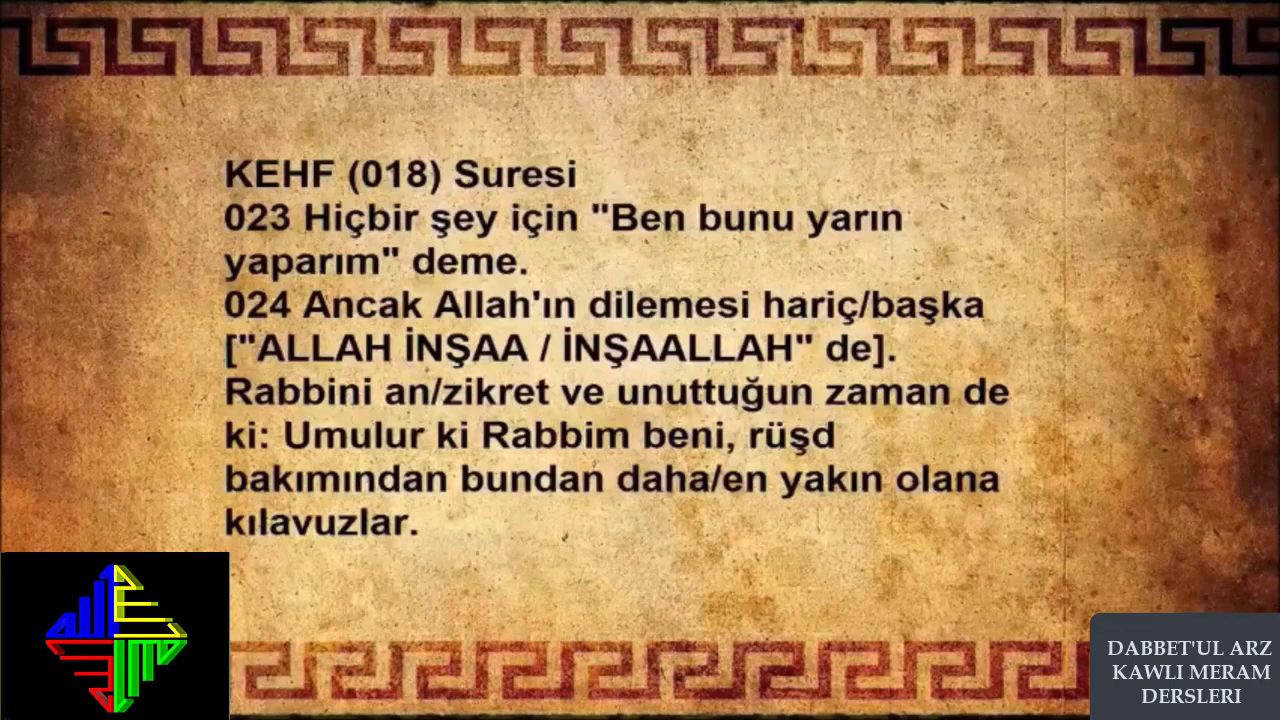 KEHF (018) Suresi
023 Hiçbir şey için "Ben bunu yarın
yaparım" deme.
024 Ancak Allah'ın dilemesi hariç/başka
["ALLAH İNŞAA / İNŞAALLAH" de].
Rabbini an/zikret ve unuttuğun zaman de
ki: Umulur ki Rabbim beni, rüşd
bakımından bundan daha/en yakın olana
kılavuzlar.
DABBET'UL ARZ
KAWLI MERAM
DERSLERI